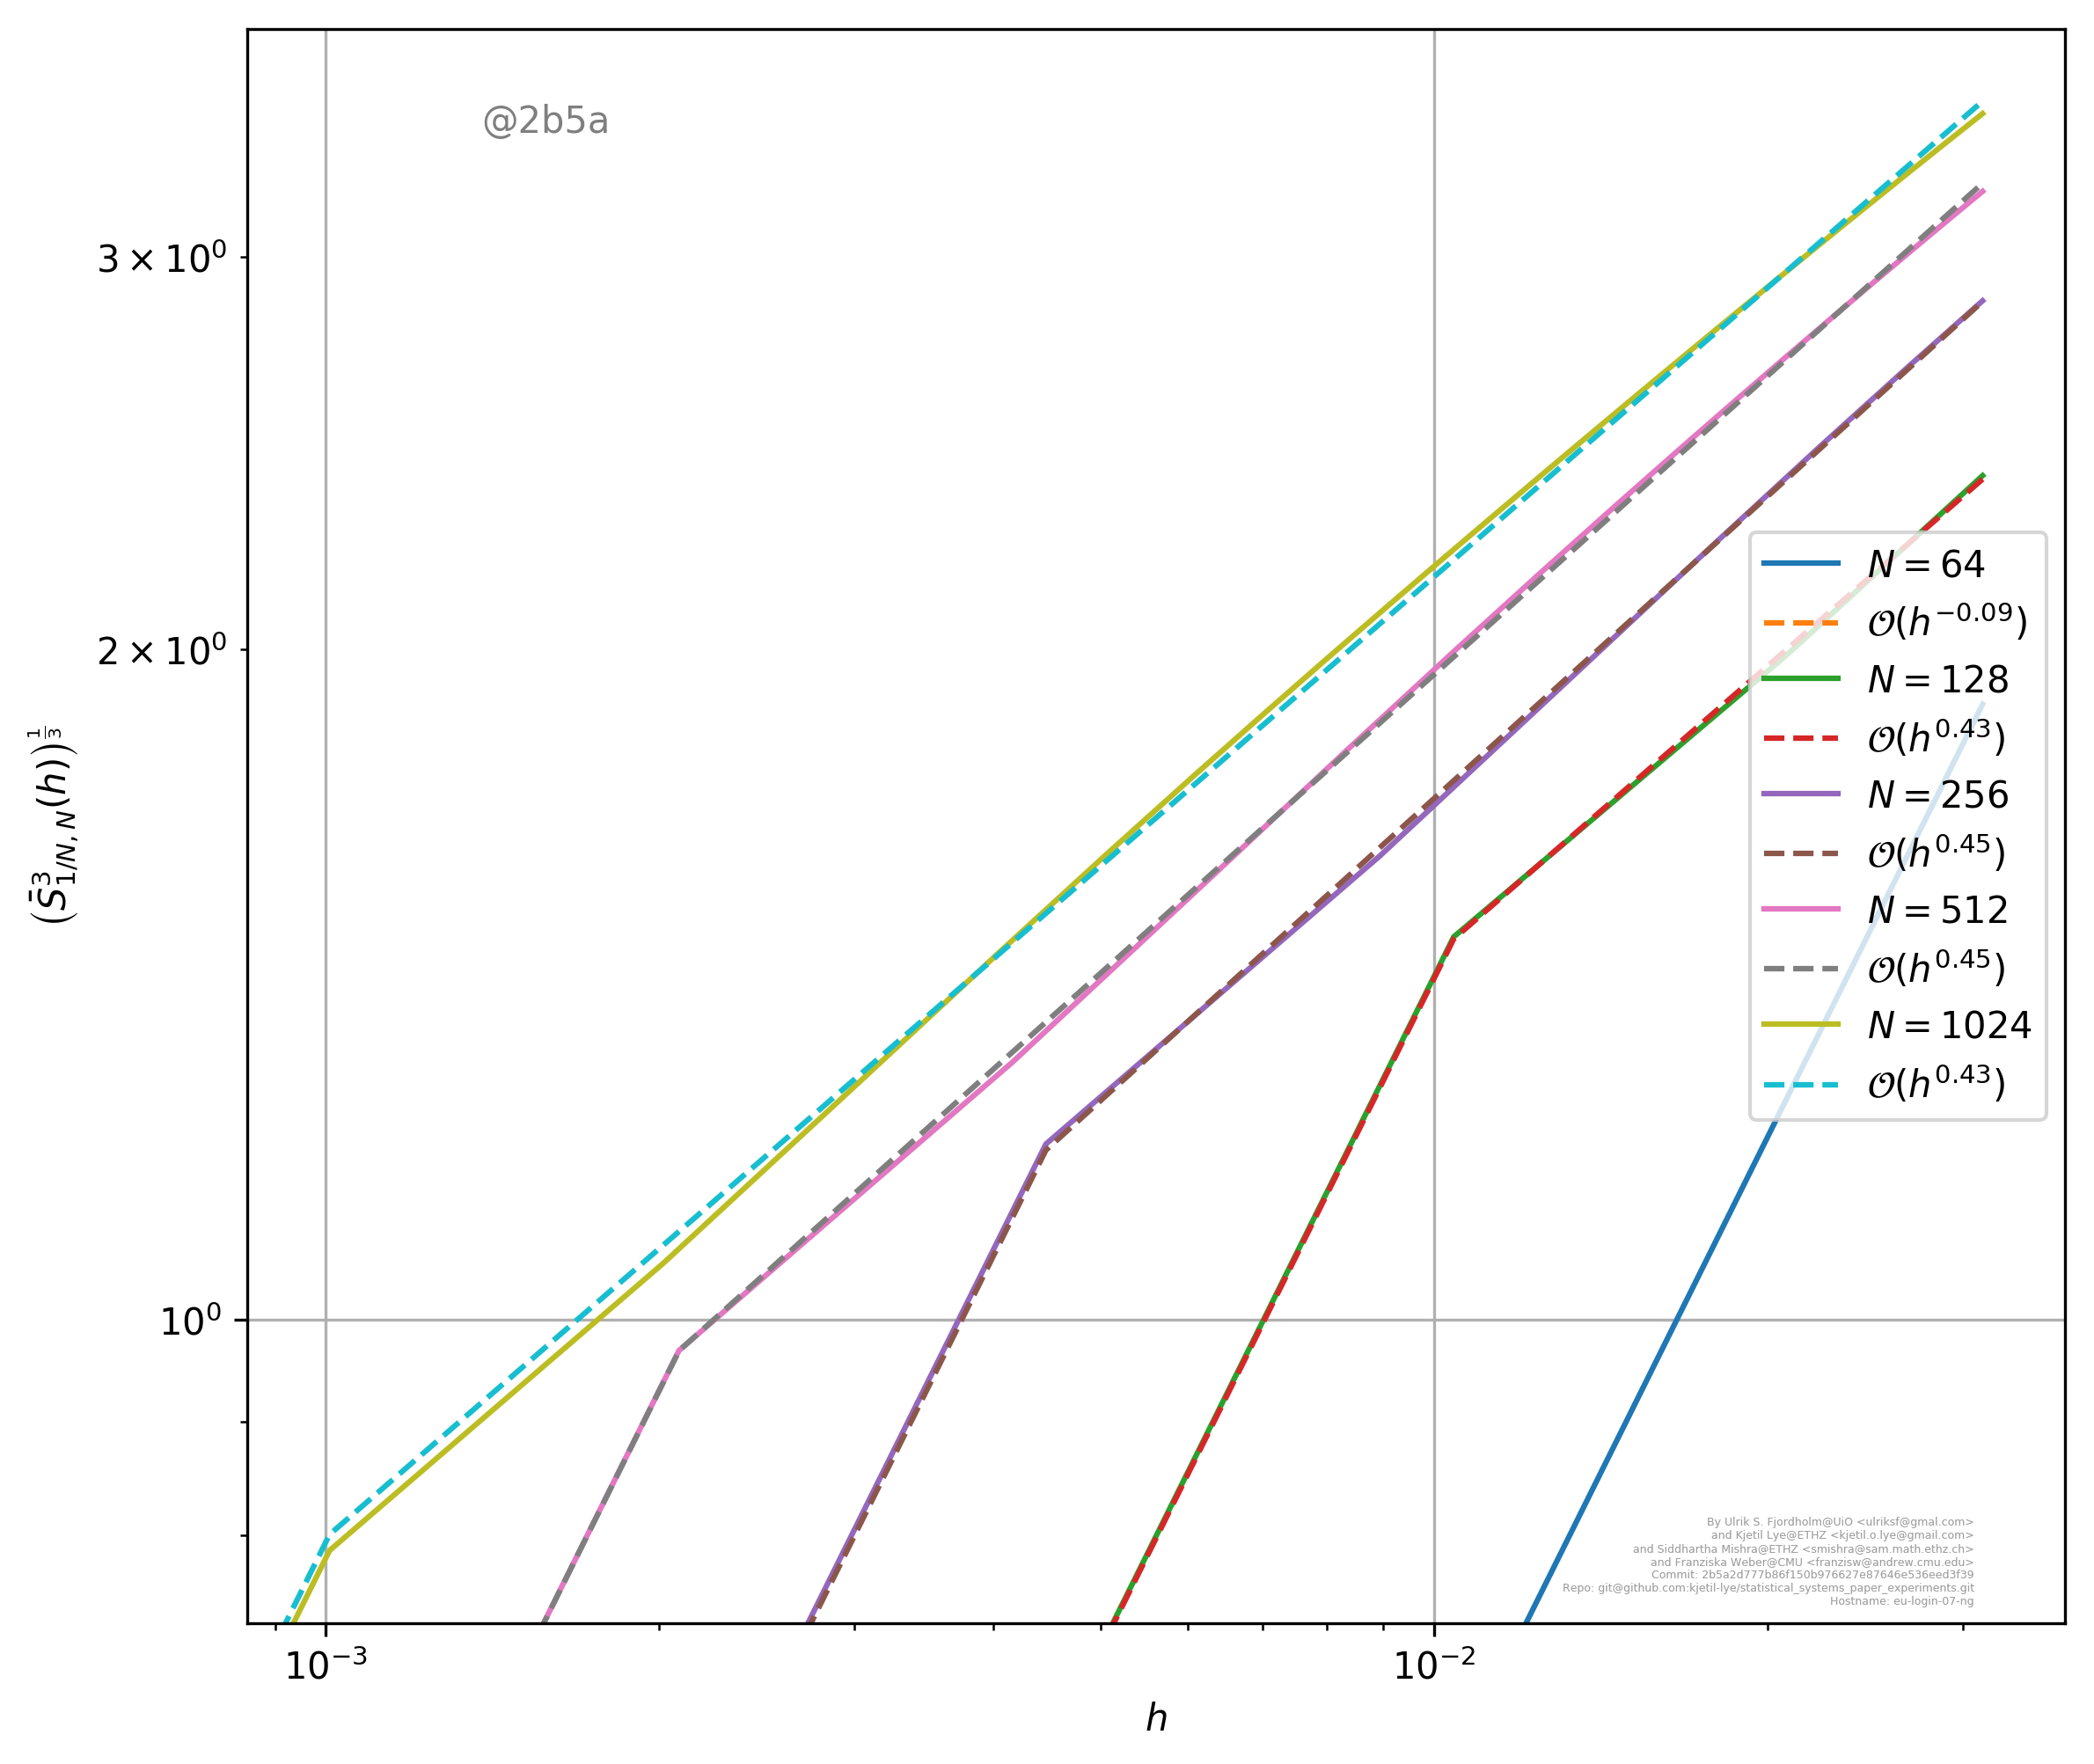 @2b5a
3 × 10⁰
2 × 10⁰
10⁰
(S̄³₁/N,N(h))^(1/3)
N = 64
𝒪(h^−0.09)
N = 128
𝒪(h^0.43)
N = 256
𝒪(h^0.45)
N = 512
𝒪(h^0.45)
N = 1024
𝒪(h^0.43)
By Ulrik S. Fjordholm@UiO <ulriksf@gmal.com>
and Kjetil Lye@ETHZ <kjetil.o.lye@gmail.com>
and Siddhartha Mishra@ETHZ <smishra@sam.math.ethz.ch>
and Franziska Weber@CMU <franzisw@andrew.cmu.edu>
Commit: 2b5a2d777b86f150b976627e87646e536eed3f39
Repo: git@github.com:kjetil-lye/statistical_systems_paper_experiments.git
Hostname: eu-login-07-ng
10⁻³
10⁻²
h